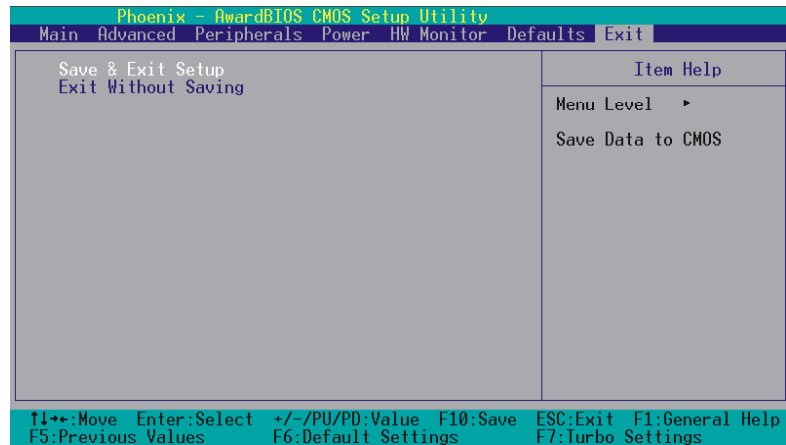 Phoenix - AwardBIOS CMOS Setup Utility
Main Advanced Peripherals Power HW Monitor Defaults Exit
Save & Exit Setup
Exit Without Saving
Item Help
Menu Level ▸
Save Data to CMOS
↑↓→←:Move Enter:Select +/-/PU/PD:Value F10:Save ESC:Exit F1:General Help
F5:Previous Values F6:Default Settings F7:Turbo Settings